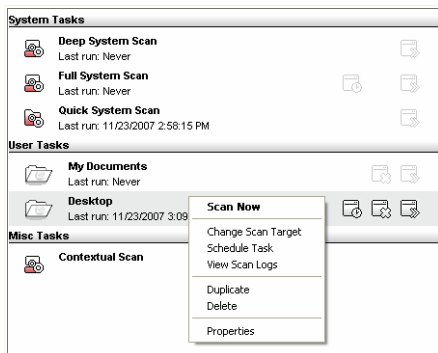 System Tasks
Deep System Scan
Last run: Never
Full System Scan
Last run: Never
Quick System Scan
Last run: 11/23/2007 2:58:15 PM
User Tasks
My Documents
Last run: Never
Desktop
Last run: 11/23/2007 3:09
Scan Now
Change Scan Target
Schedule Task
View Scan Logs
Duplicate
Delete
Properties
Misc Tasks
Contextual Scan